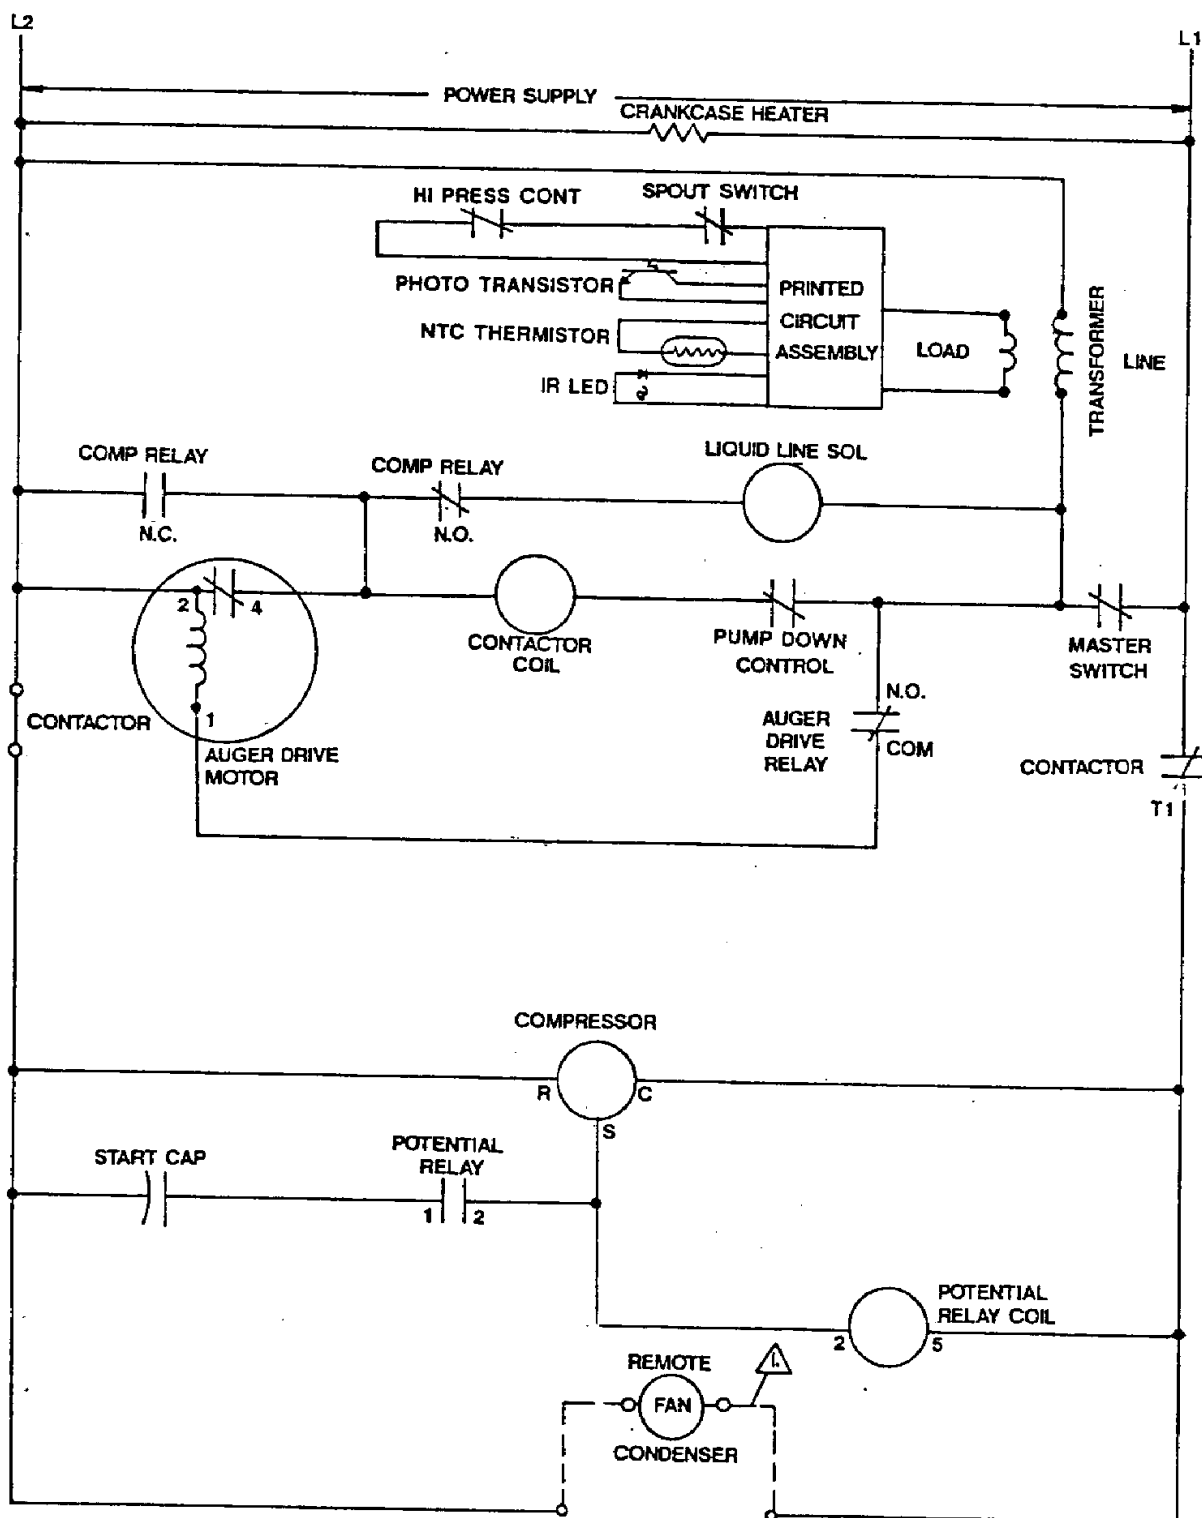 L2
L1
POWER SUPPLY
CRANKCASE HEATER
HI PRESS CONT
SPOUT SWITCH
PHOTO TRANSISTOR
NTC THERMISTOR
IR LED
PRINTED
CIRCUIT
ASSEMBLY
LOAD
TRANSFORMER
LINE
COMP RELAY
N.C.
COMP RELAY
N.O.
LIQUID LINE SOL
2
4
1
CONTACTOR
AUGER DRIVE
MOTOR
CONTACTOR
COIL
PUMP DOWN
CONTROL
MASTER
SWITCH
N.O.
AUGER
DRIVE
RELAY
COM
CONTACTOR
T1
COMPRESSOR
R
C
S
START CAP
POTENTIAL
RELAY
1
2
POTENTIAL
RELAY COIL
2
5
REMOTE
FAN
CONDENSER
1.